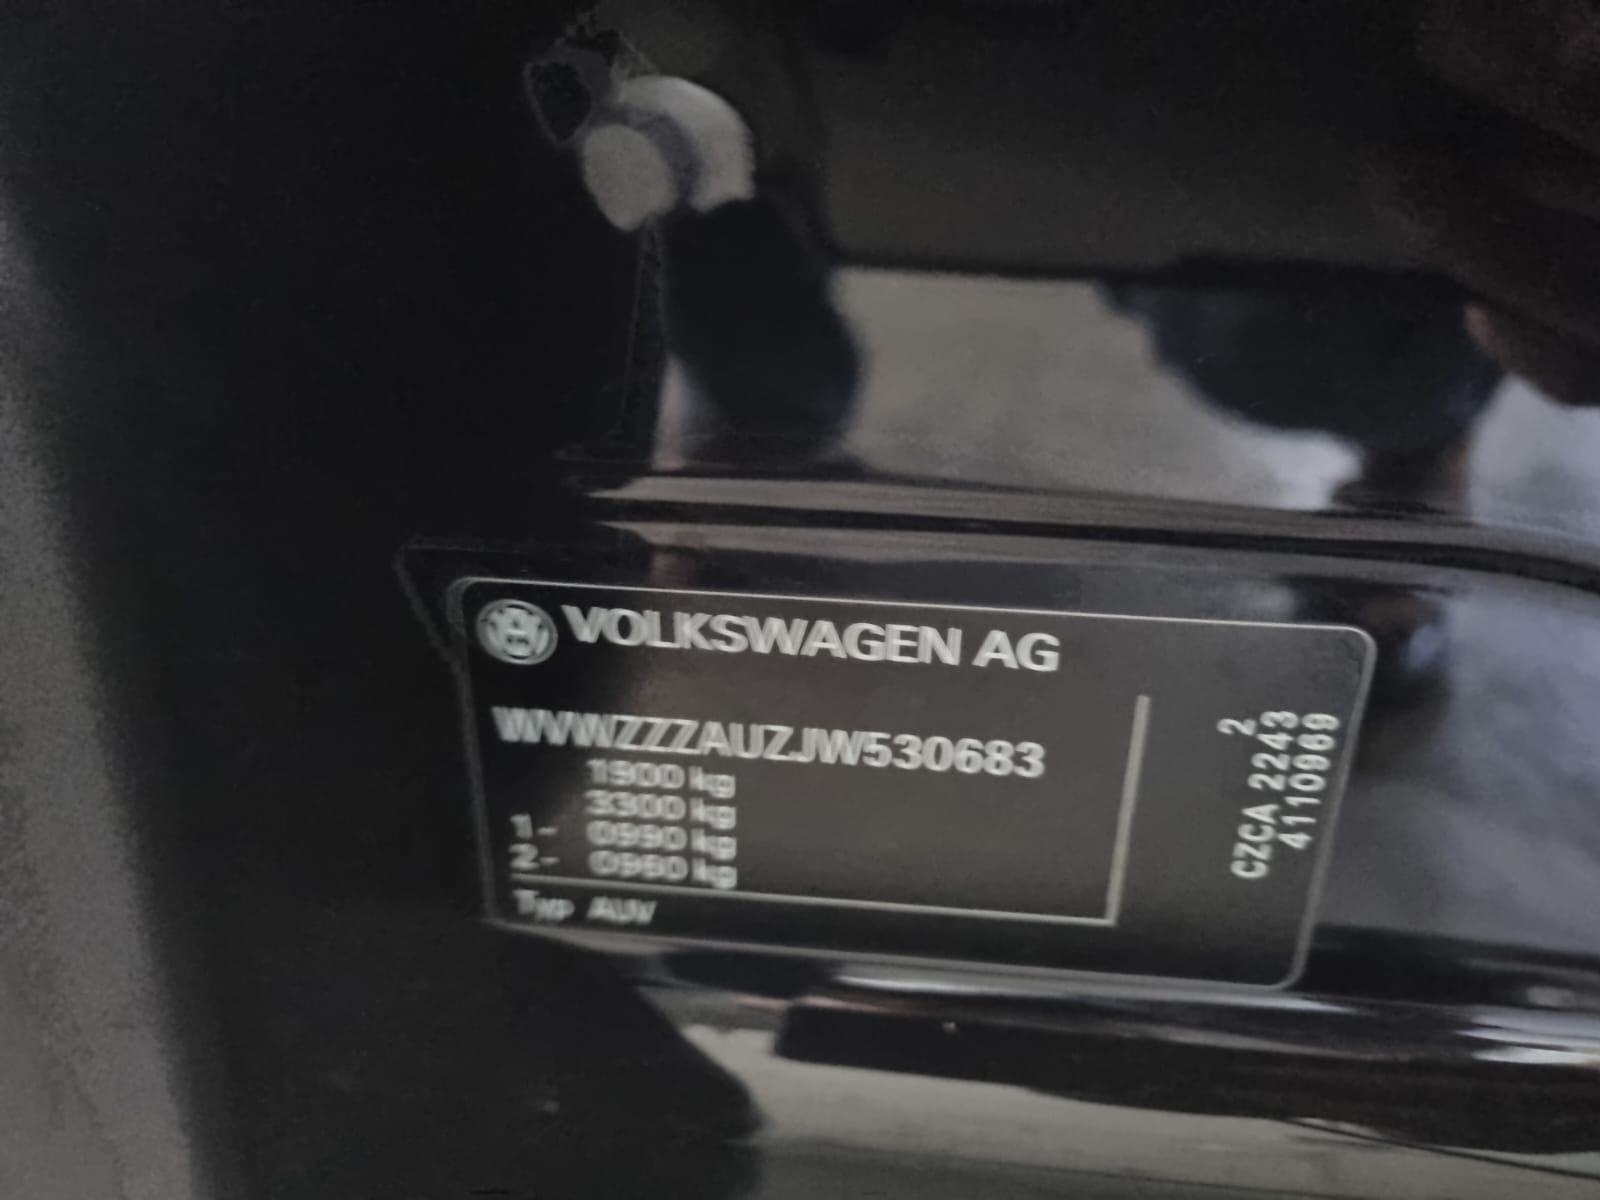 VOLKSWAGEN AG
WVWZZZAUZJW530683
1900 kg
3300 kg
1- 0990 kg
2- 0960 kg
Typ AUV
2
CZCA 2243
4110969